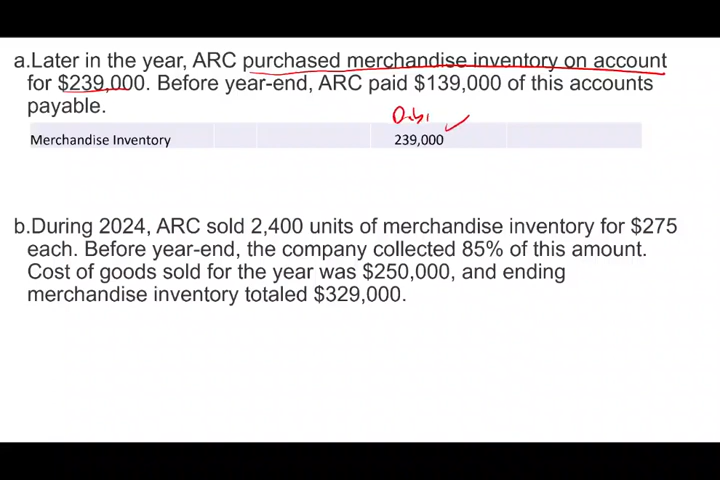 a.Later in the year, ARC purchased merchandise inventory on account
for $239,000. Before year-end, ARC paid $139,000 of this accounts
payable.
Merchandise Inventory 239,000
b.During 2024, ARC sold 2,400 units of merchandise inventory for $275
each. Before year-end, the company collected 85% of this amount.
Cost of goods sold for the year was $250,000, and ending
merchandise inventory totaled $329,000.